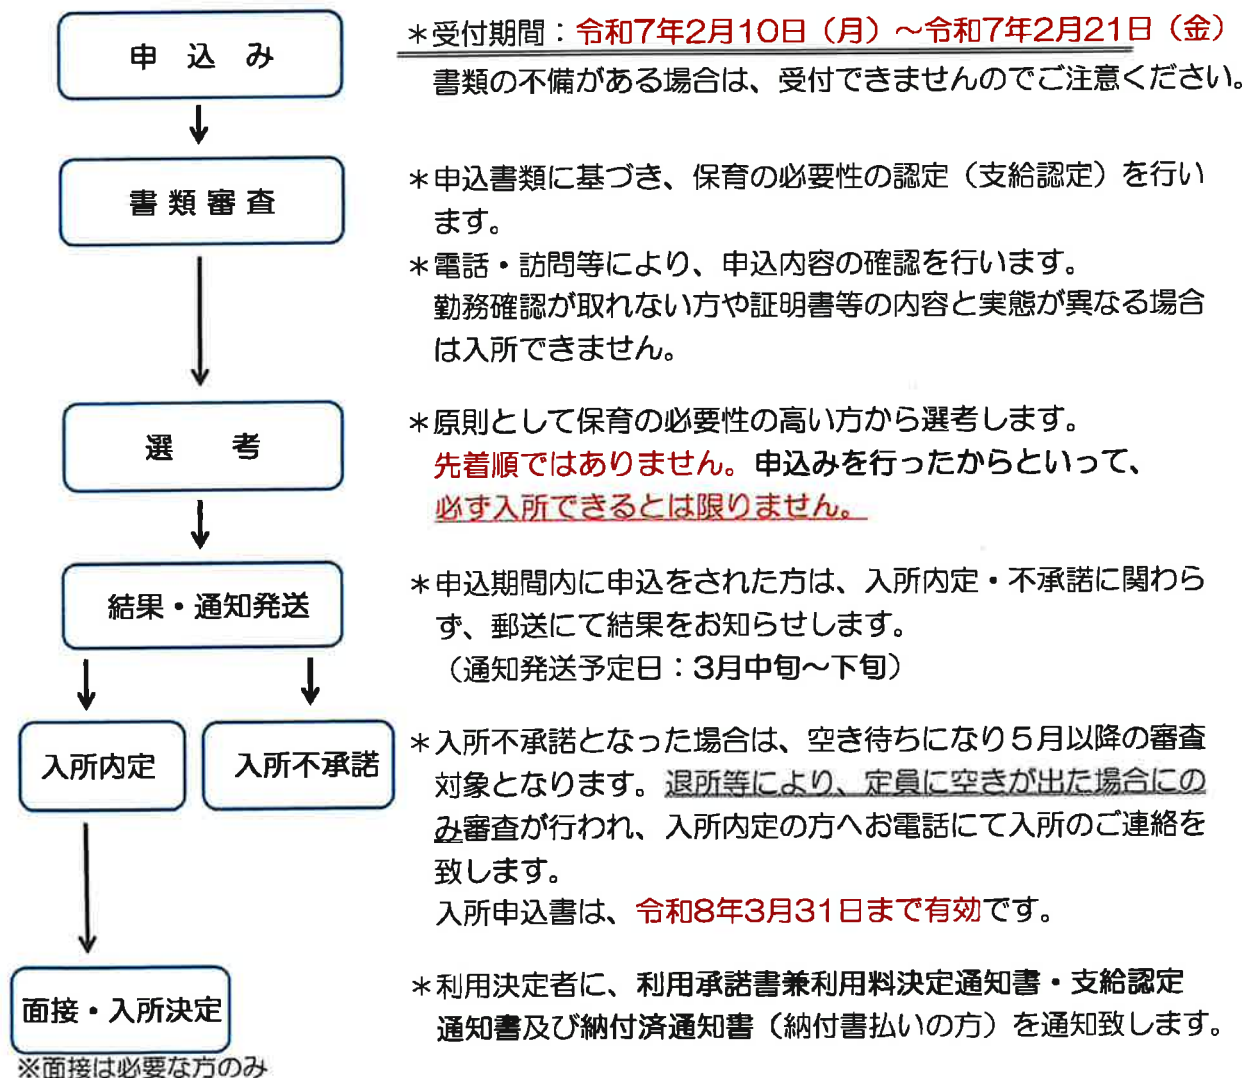 申 込 み
＊受付期間：令和7年2月10日（月）～令和7年2月21日（金）
書類の不備がある場合は、受付できませんのでご注意ください。
書 類 審 査
＊申込書類に基づき、保育の必要性の認定（支給認定）を行い
ます。
＊電話・訪問等により、申込内容の確認を行います。
勤務確認が取れない方や証明書等の内容と実態が異なる場合
は入所できません。
選 考
＊原則として保育の必要性の高い方から選考します。
先着順ではありません。申込みを行ったからといって、
必ず入所できるとは限りません。
結果・通知発送
＊申込期間内に申込をされた方は、入所内定・不承諾に関わら
ず、郵送にて結果をお知らせします。
（通知発送予定日：3月中旬～下旬）
入所内定
入所不承諾
＊入所不承諾となった場合は、空き待ちになり５月以降の審査
対象となります。退所等により、定員に空きが出た場合にの
み審査が行われ、入所内定の方へお電話にて入所のご連絡を
致します。
入所申込書は、令和8年3月31日まで有効です。
面接・入所決定
※面接は必要な方のみ
＊利用決定者に、利用承諾書兼利用料決定通知書・支給認定
通知書及び納付済通知書（納付書払いの方）を通知致します。